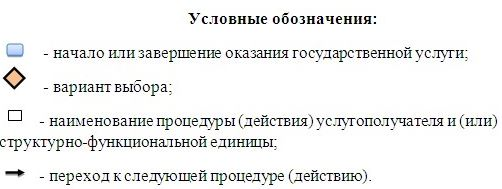 Условные обозначения:
- начало или завершение оказания государственной услуги;
- вариант выбора;
- наименование процедуры (действия) услугополучателя и (или)
структурно-функциональной единицы;
- переход к следующей процедуре (действию).